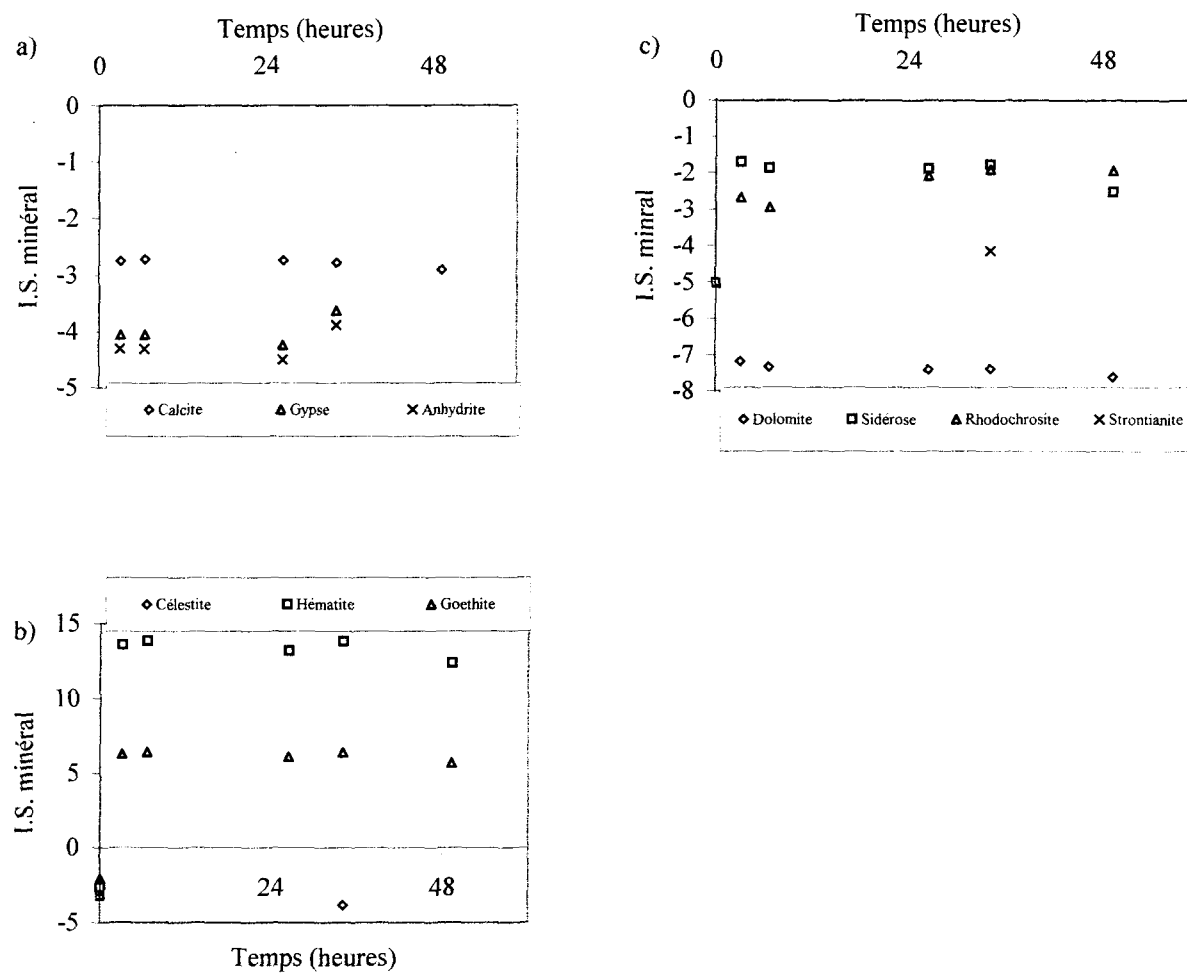 a)
Temps (heures)
0 24 48
0
-1
-2
-3
-4
-5
I.S. minéral
Calcite Gypse Anhydrite
c)
Temps (heures)
0 24 48
0
-1
-2
-3
-4
-5
-6
-7
-8
I.S. minral
Dolomite Sidérose Rhodochrosite Strontianite
Célestite Hématite Goethite
b)
15
10
5
0
-5
I.S. minéral
24 48
Temps (heures)